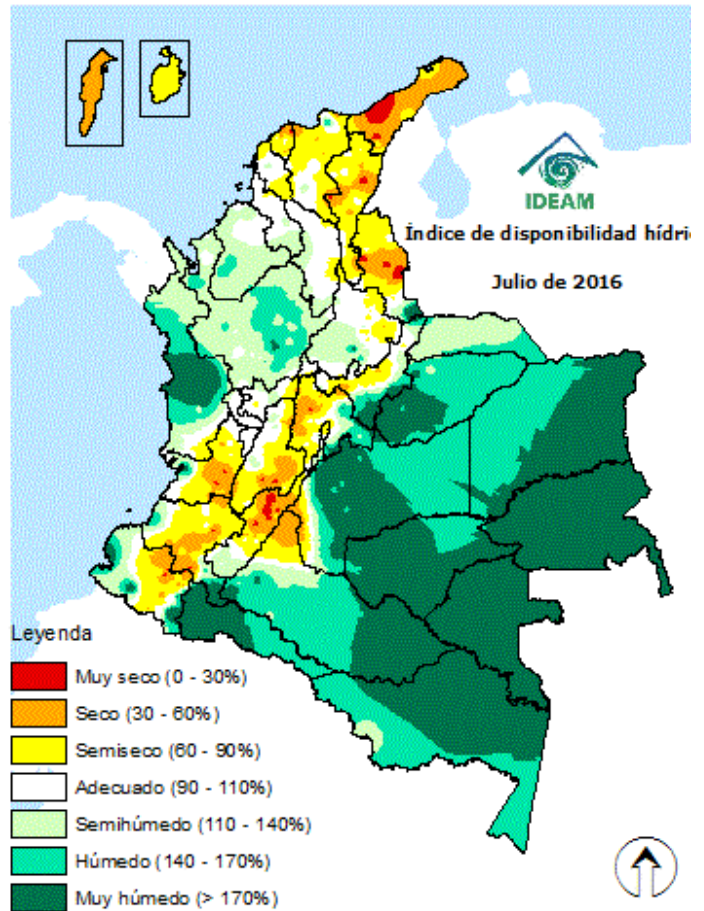 IDEAM
Índice de disponibilidad hídri
Julio de 2016
Leyenda
Muy seco (0 - 30%)
Seco (30 - 60%)
Semiseco (60 - 90%)
Adecuado (90 - 110%)
Semihúmedo (110 - 140%)
Húmedo (140 - 170%)
Muy húmedo (> 170%)